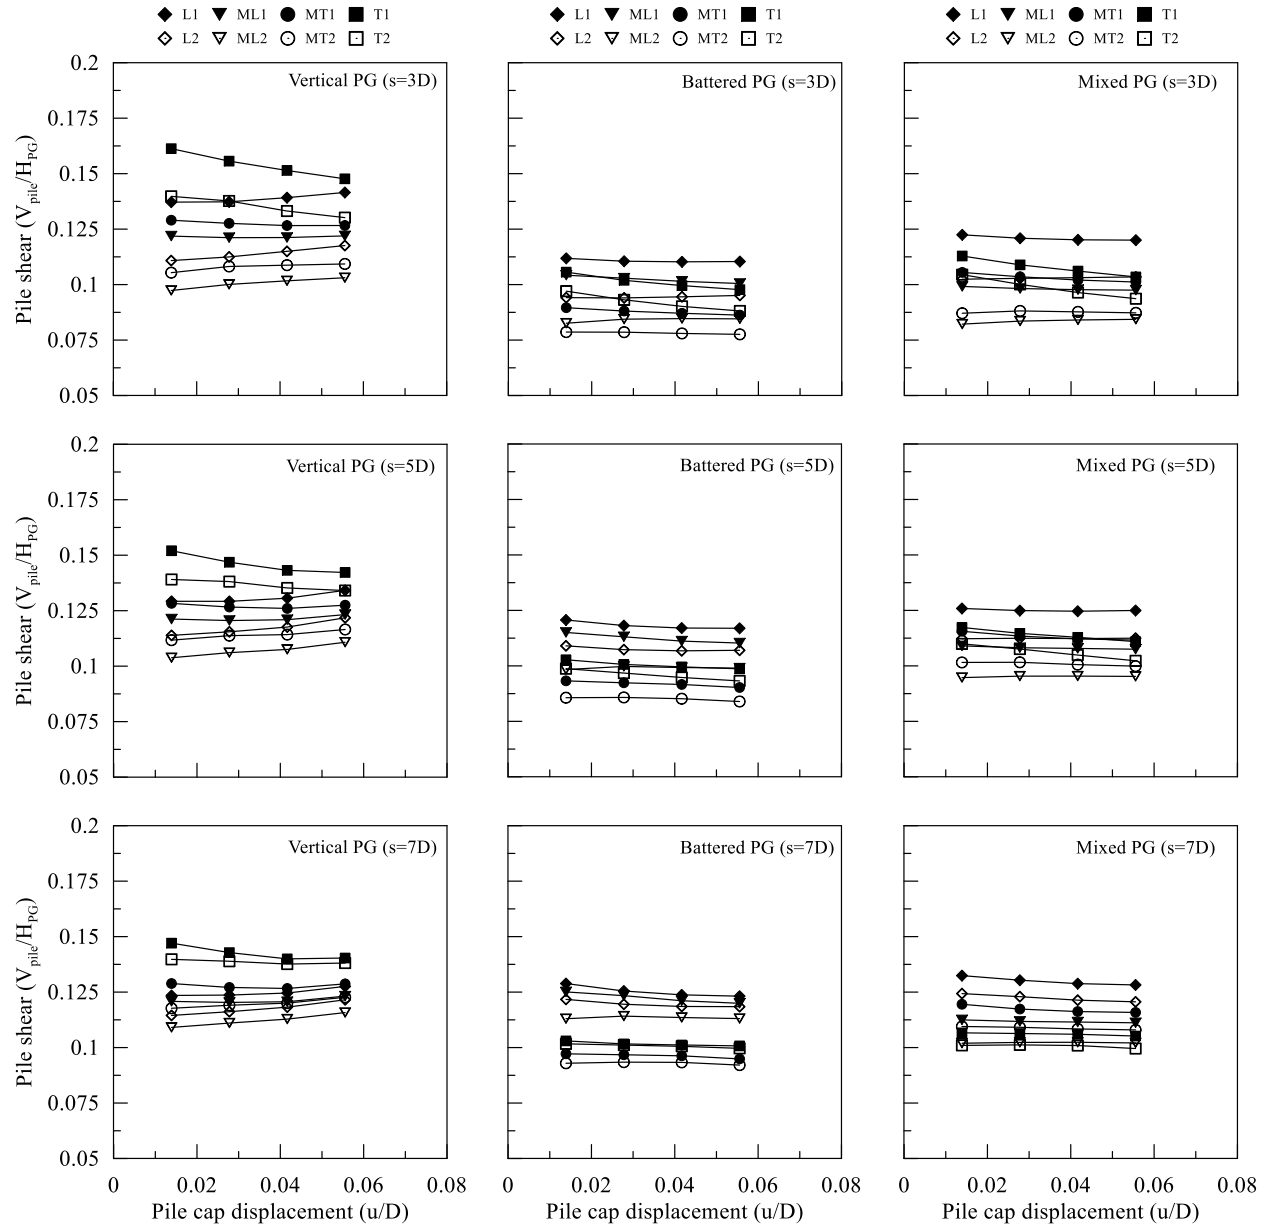 L1 ML1 MT1 T1 L1 ML1 MT1 T1 L1 ML1 MT1 T1
L2 ML2 MT2 T2 L2 ML2 MT2 T2 L2 ML2 MT2 T2
Vertical PG (s=3D)
0.2
0.175
0.15
0.125
0.1
0.075
0.05
Pile shear (Vpile/HPG)
Battered PG (s=3D)
Mixed PG (s=3D)
Vertical PG (s=5D)
0.2
0.175
0.15
0.125
0.1
0.075
0.05
Pile shear (Vpile/HPG)
Battered PG (s=5D)
Mixed PG (s=5D)
Vertical PG (s=7D)
0.2
0.175
0.15
0.125
0.1
0.075
0.05
Pile shear (Vpile/HPG)
Battered PG (s=7D)
Mixed PG (s=7D)
0 0.02 0.04 0.06 0.08 0 0.02 0.04 0.06 0.08 0 0.02 0.04 0.06 0.08
Pile cap displacement (u/D) Pile cap displacement (u/D) Pile cap displacement (u/D)